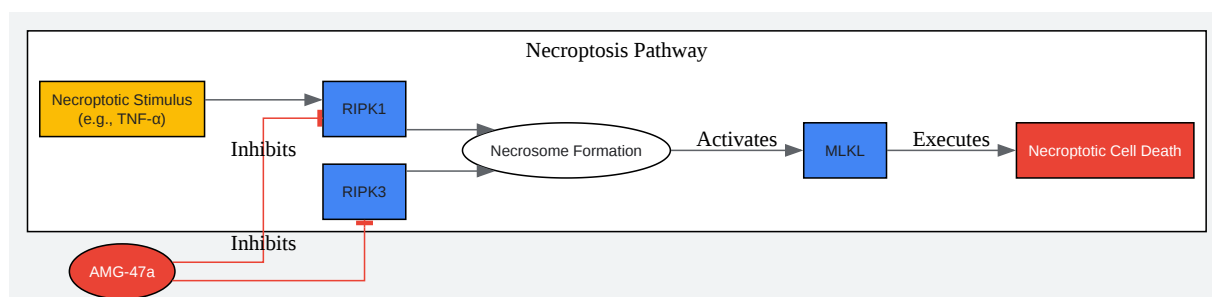 Necroptosis Pathway
Necroptotic Stimulus
(e.g., TNF-α)
RIPK1
Inhibits
RIPK3
Necrosome Formation
Activates
MLKL
Executes
Necroptotic Cell Death
Inhibits
AMG-47a